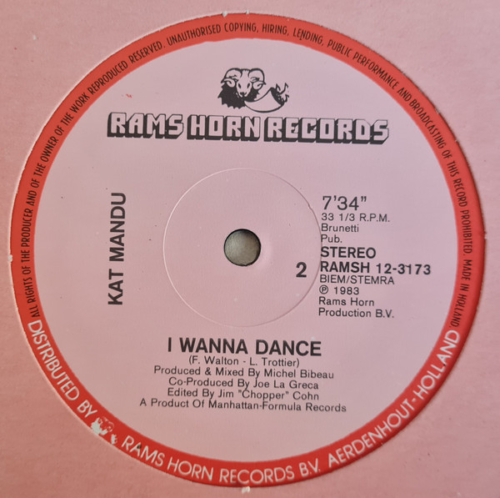 ALL RIGHTS OF THE PRODUCER AND OF THE OWNER OF THE WORK REPRODUCED RESERVED. UNAUTHORISED COPYING, HIRING, LENDING, PUBLIC PERFORMANCE AND BROADCASTING OF THIS RECORD PROHIBITED. MADE IN HOLLAND
RAMS HORN RECORDS
KAT MANDU
7'34"
33 1/3 R.P.M.
Brunetti
Pub.
STEREO
2
RAMSH 12-3173
BIEM/STEMRA
℗ 1983
Rams Horn
Production B.V.
I WANNA DANCE
(F. Walton - L. Trottier)
Produced & Mixed By Michel Bibeau
Co-Produced By Joe La Greca
Edited By Jim "Chopper" Cohn
A Product Of Manhattan-Formula Records
DISTRIBUTED BY RAMS HORN RECORDS B.V. AERDENHOUT-HOLLAND